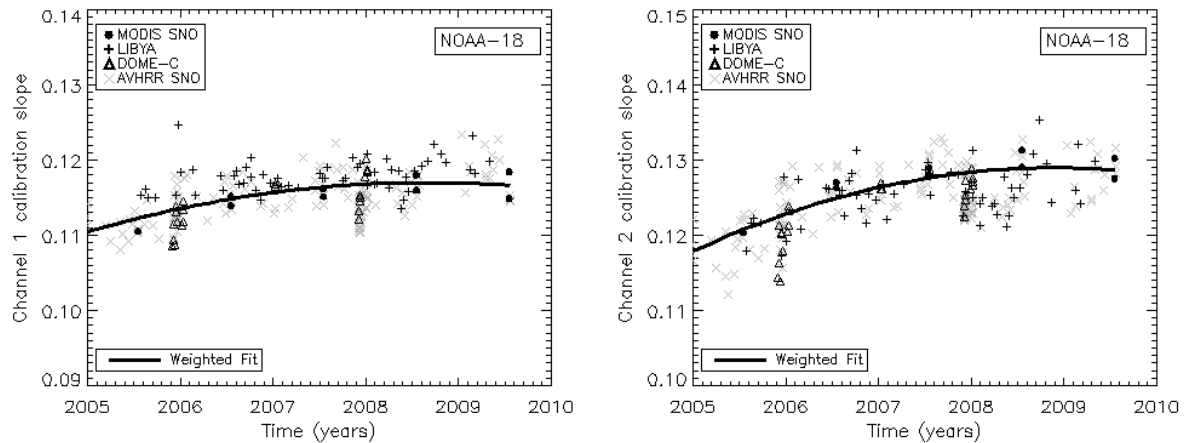 0.14
0.13
0.12
0.11
0.10
0.09
Channel 1 calibration slope
MODIS SNO
LIBYA
DOME-C
AVHRR SNO
NOAA-18
Weighted Fit
2005 2006 2007 2008 2009 2010
Time (years)
0.15
0.14
0.13
0.12
0.11
0.10
Channel 2 calibration slope
MODIS SNO
LIBYA
DOME-C
AVHRR SNO
NOAA-18
Weighted Fit
2005 2006 2007 2008 2009 2010
Time (years)